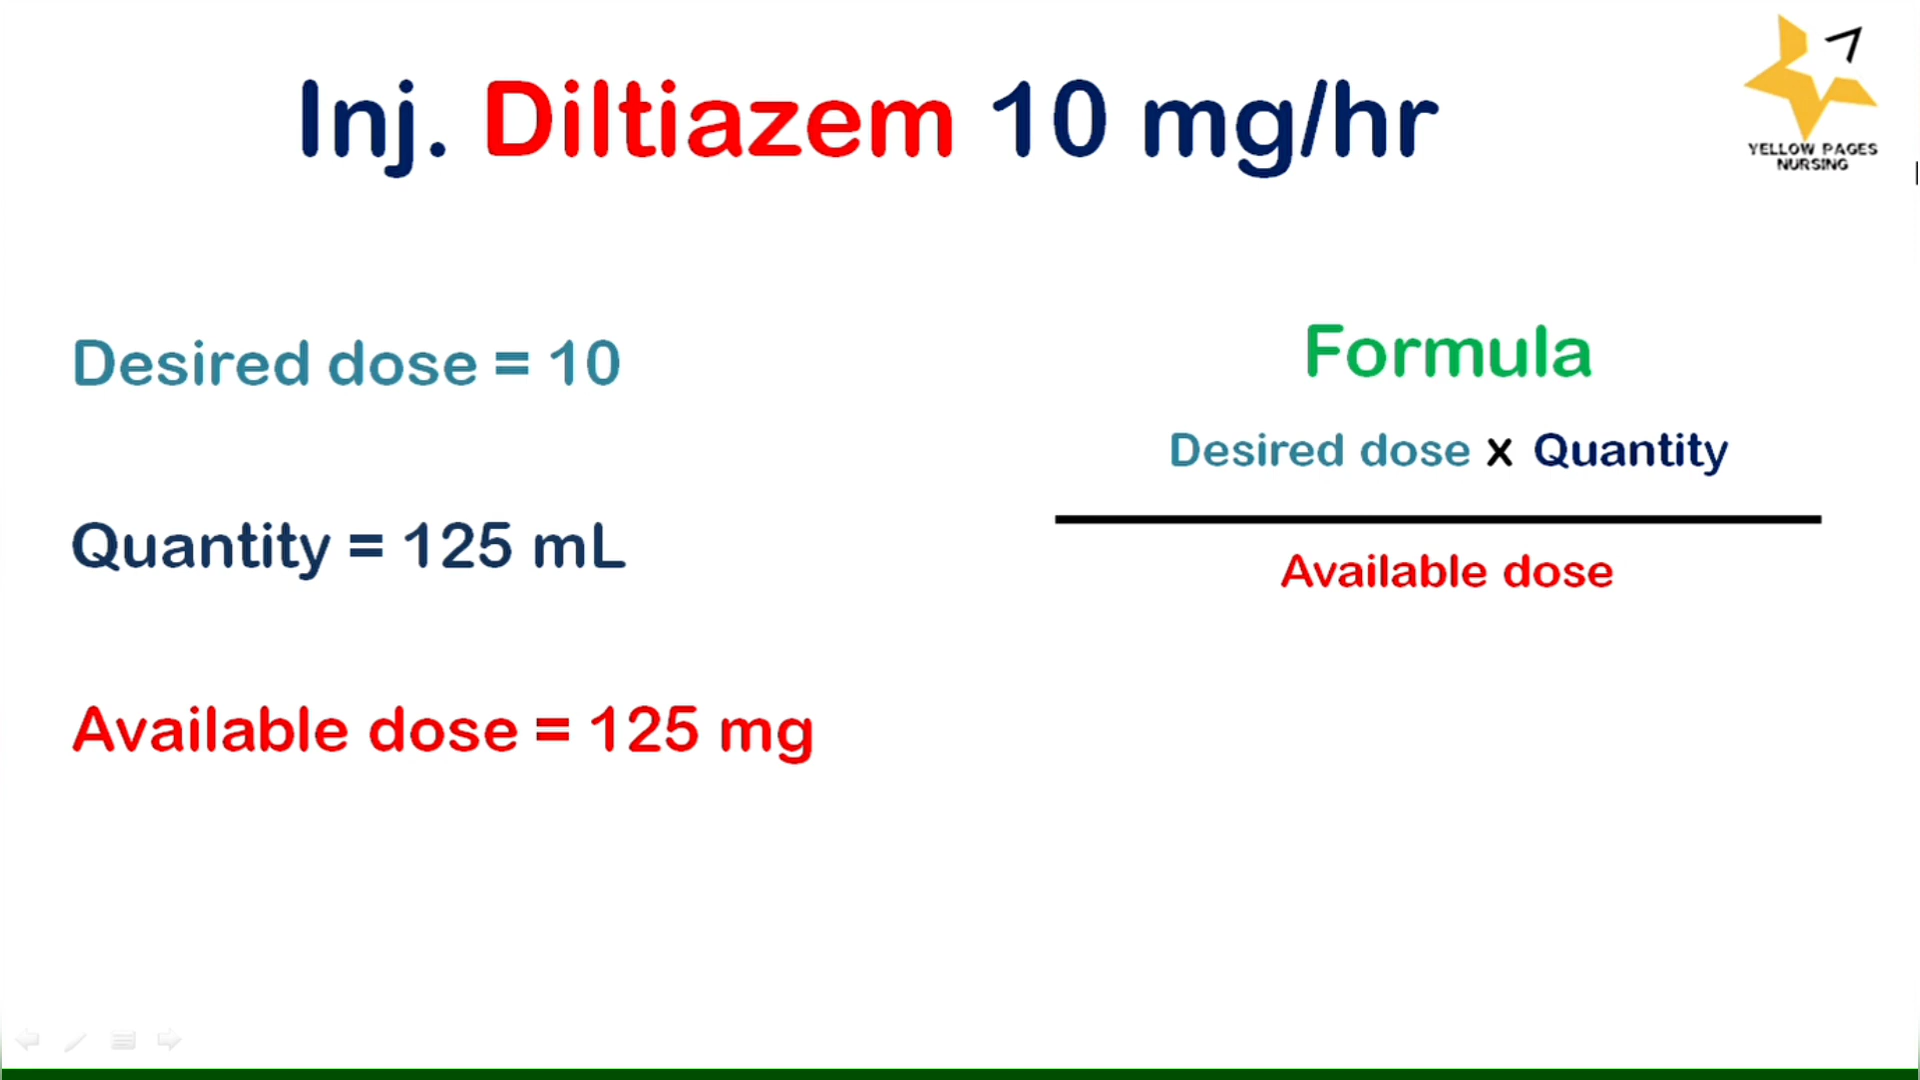 Inj. Diltiazem 10 mg/hr
YELLOW PAGES
NURSING
Desired dose = 10
Quantity = 125 mL
Available dose = 125 mg
Formula
Desired dose x Quantity
Available dose